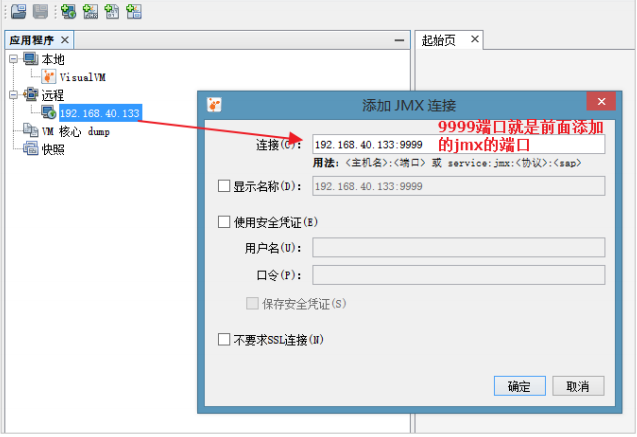 应用程序
起始页
本地
VisualVM
远程
192.168.40.133
VM 核心 dump
快照
添加 JMX 连接
9999端口就是前面添加
的jmx的端口
连接(C):
192.168.40.133:9999
用法: <主机名>:<端口> 或 service:jmx:<协议>:<sap>
显示名称(D):
192.168.40.133:9999
使用安全凭证(E)
用户名(U):
口令(P):
保存安全凭证(S)
不要求SSL连接(N)
确定
取消